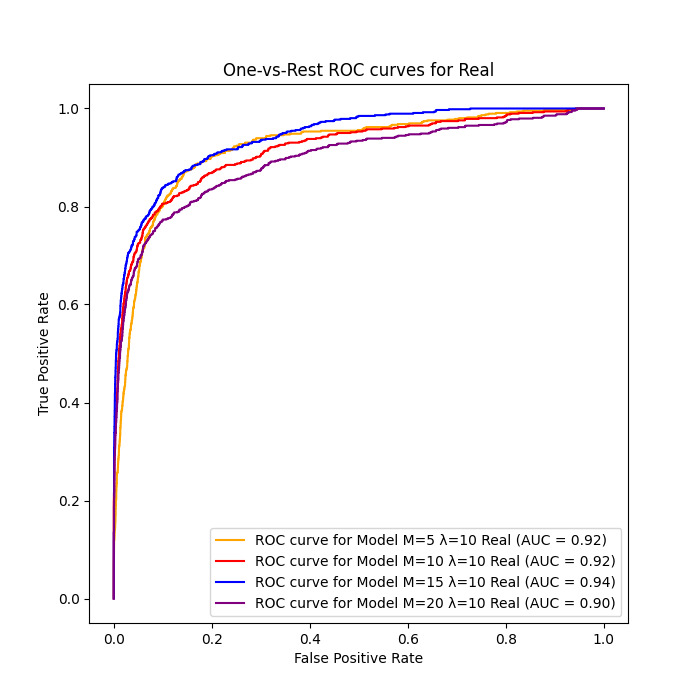 One-vs-Rest ROC curves for Real
True Positive Rate
1.0
0.8
0.6
0.4
0.2
0.0
ROC curve for Model M=5 λ=10 Real (AUC = 0.92)
ROC curve for Model M=10 λ=10 Real (AUC = 0.92)
ROC curve for Model M=15 λ=10 Real (AUC = 0.94)
ROC curve for Model M=20 λ=10 Real (AUC = 0.90)
0.0 0.2 0.4 0.6 0.8 1.0
False Positive Rate